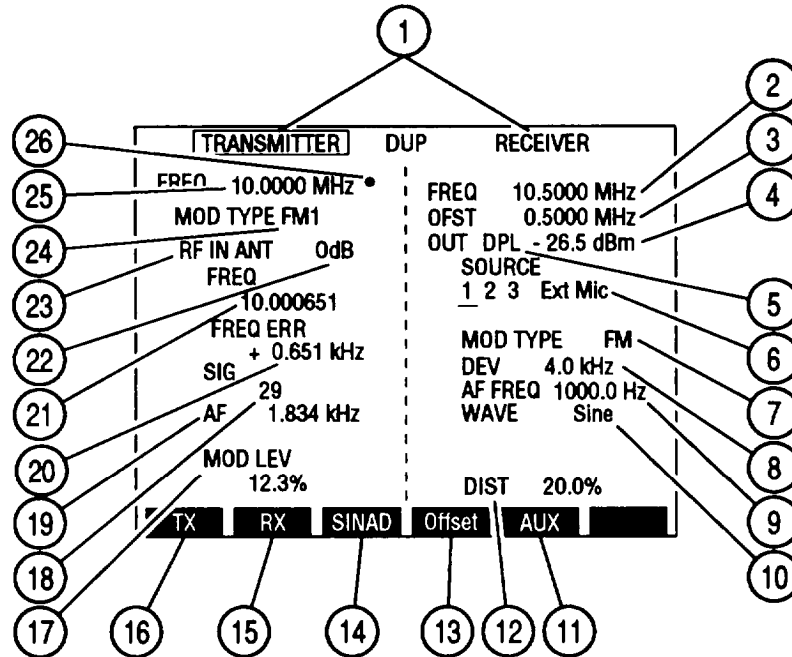 1
TRANSMITTER DUP RECEIVER
FREQ 10.0000 MHz
MOD TYPE FM1
RF IN ANT 0dB
FREQ
10.000651
FREQ ERR
+ 0.651 kHz
SIG
29
AF 1.834 kHz
MOD LEV
12.3%
FREQ 10.5000 MHz
OFST 0.5000 MHz
OUT DPL - 26.5 dBm
SOURCE
1 2 3 Ext Mic
MOD TYPE FM
DEV 4.0 kHz
AF FREQ 1000.0 Hz
WAVE Sine
DIST 20.0%
TX RX SINAD Offset AUX
2
3
4
5
6
7
8
9
10
11
12
13
14
15
16
17
18
19
20
21
22
23
24
25
26